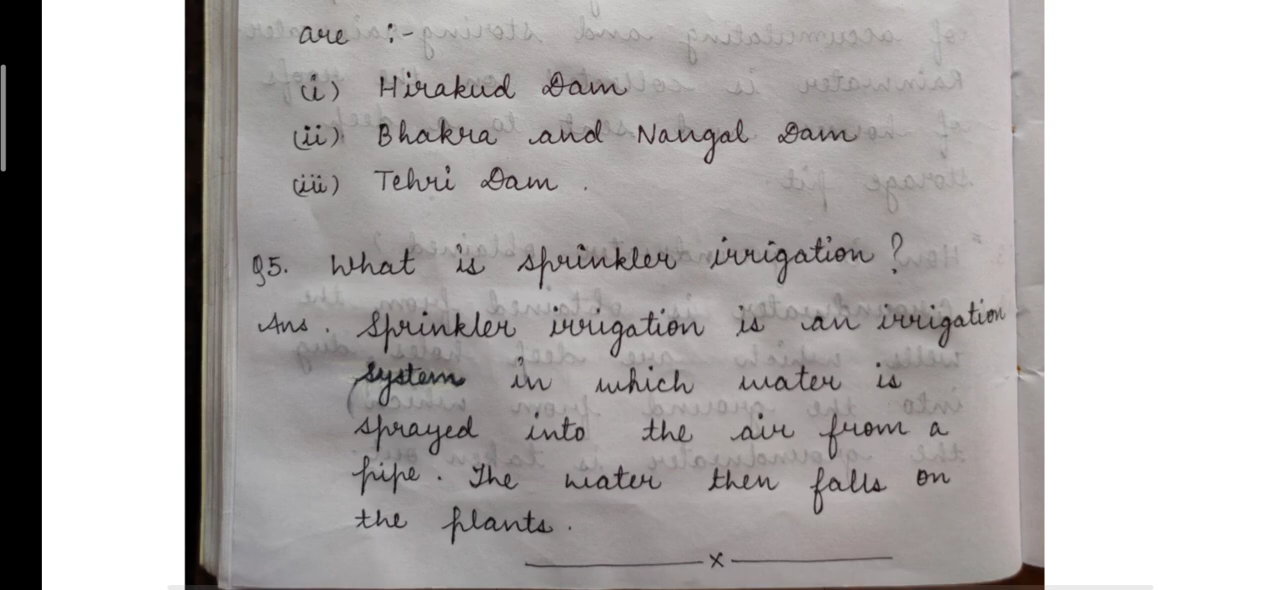 are :-
(i) Hirakud Dam
(ii) Bhakra and Nangal Dam
(iii) Tehri Dam .
Q5. What is sprinkler irrigation ?
Ans . Sprinkler irrigation is an irrigation
system in which water is
sprayed into the air from a
pipe . The water then falls on
the plants .
x